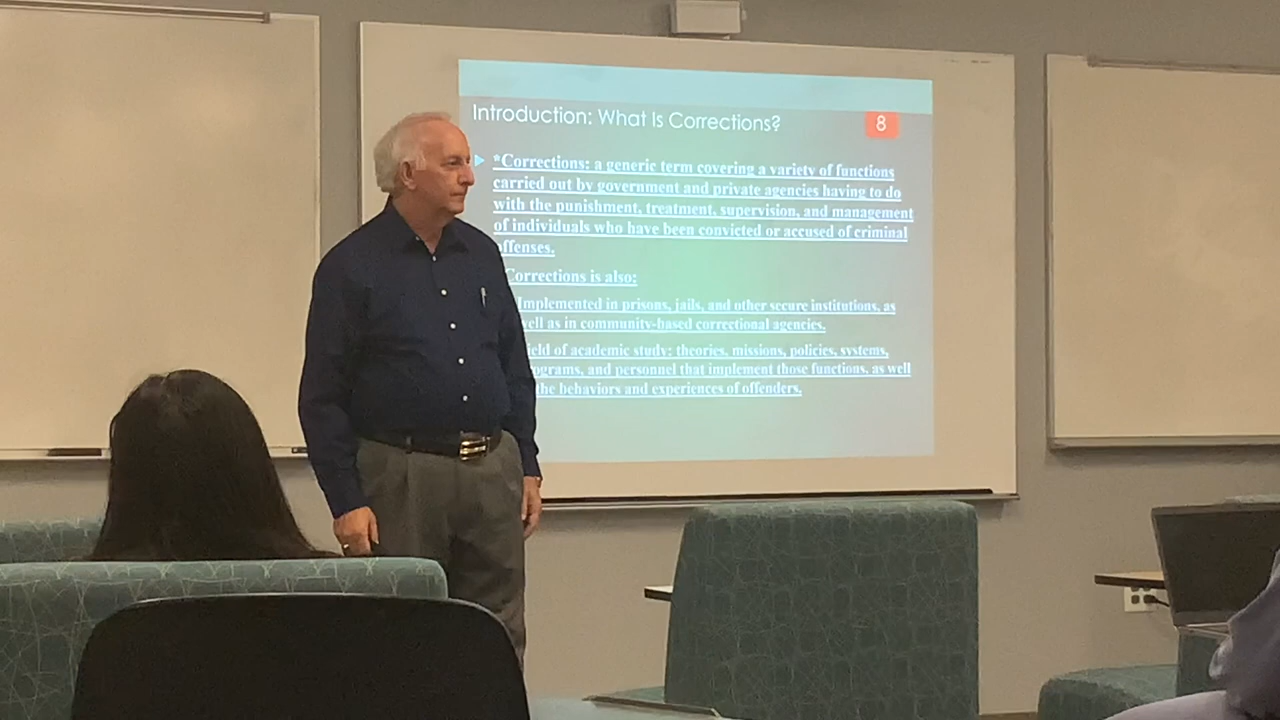 Introduction: What Is Corrections?
8
*Corrections: a generic term covering a variety of functions
carried out by government and private agencies having to do
with the punishment, treatment, supervision, and management
of individuals who have been convicted or accused of criminal
ffenses.
Corrections is also:
Implemented in prisons, jails, and other secure institutions, as
ell as in community-based correctional agencies.
ield of academic study: theories, missions, policies, systems,
ograms, and personnel that implement those functions, as well
the behaviors and experiences of offenders.